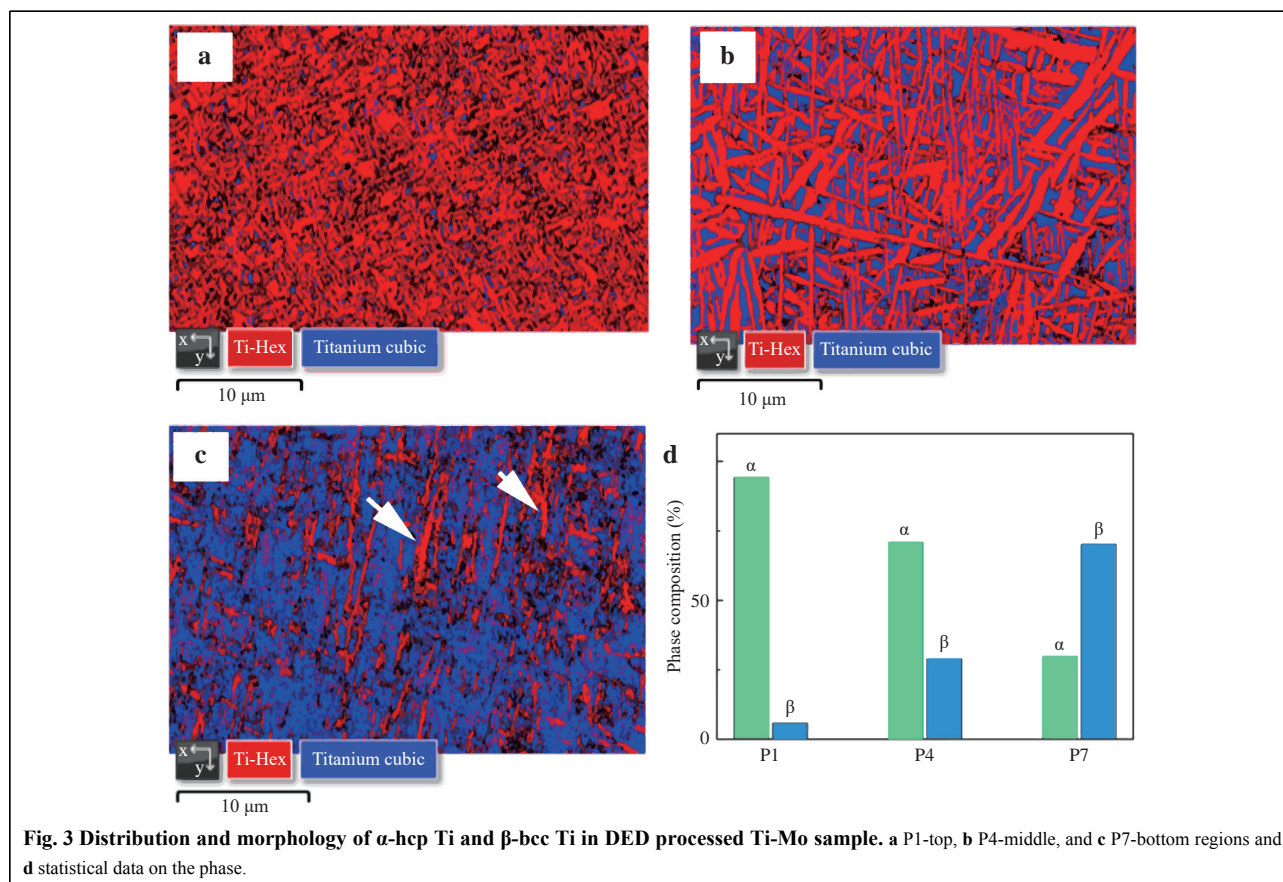 a
b
x
y
Ti-Hex
Titanium cubic
10 μm
x
y
Ti-Hex
Titanium cubic
10 μm
c
x
y
Ti-Hex
Titanium cubic
10 μm
d
Phase composition (%)
50
0
α
β
α
β
α
β
P1
P4
P7
Fig. 3 Distribution and morphology of α-hcp Ti and β-bcc Ti in DED processed Ti-Mo sample. a P1-top, b P4-middle, and c P7-bottom regions and
d statistical data on the phase.